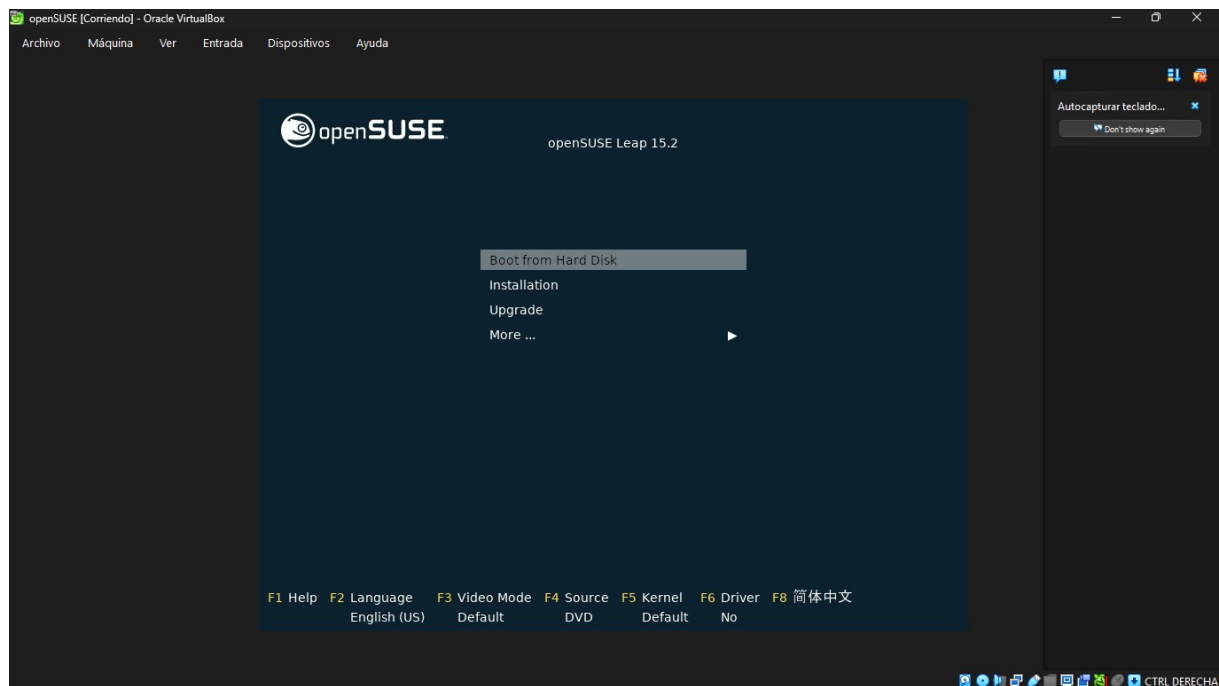 openSUSE [Corriendo] - Oracle VirtualBox
Archivo Máquina Ver Entrada Dispositivos Ayuda
Autocapturar teclado...
Don't show again
openSUSE.
openSUSE Leap 15.2
Boot from Hard Disk
Installation
Upgrade
More ...
F1 Help F2 Language F3 Video Mode F4 Source F5 Kernel F6 Driver F8 简体中文
English (US) Default DVD Default No
CTRL DERECHA